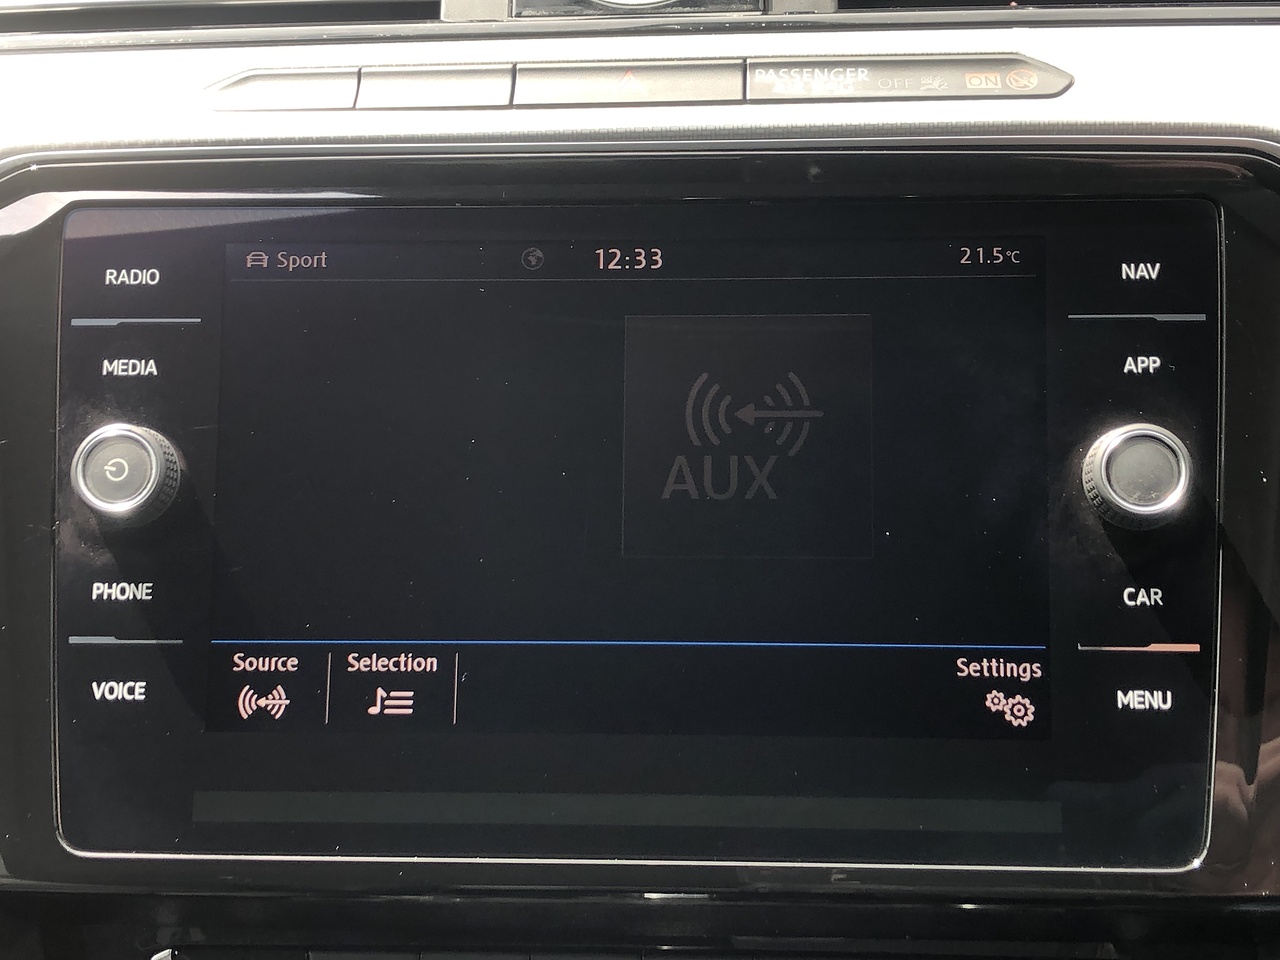 PASSENGER
OFF ON
Sport 12:33 21.5°C
RADIO
NAV
MEDIA
APP
AUX
PHONE
CAR
Source Selection Settings
VOICE
MENU